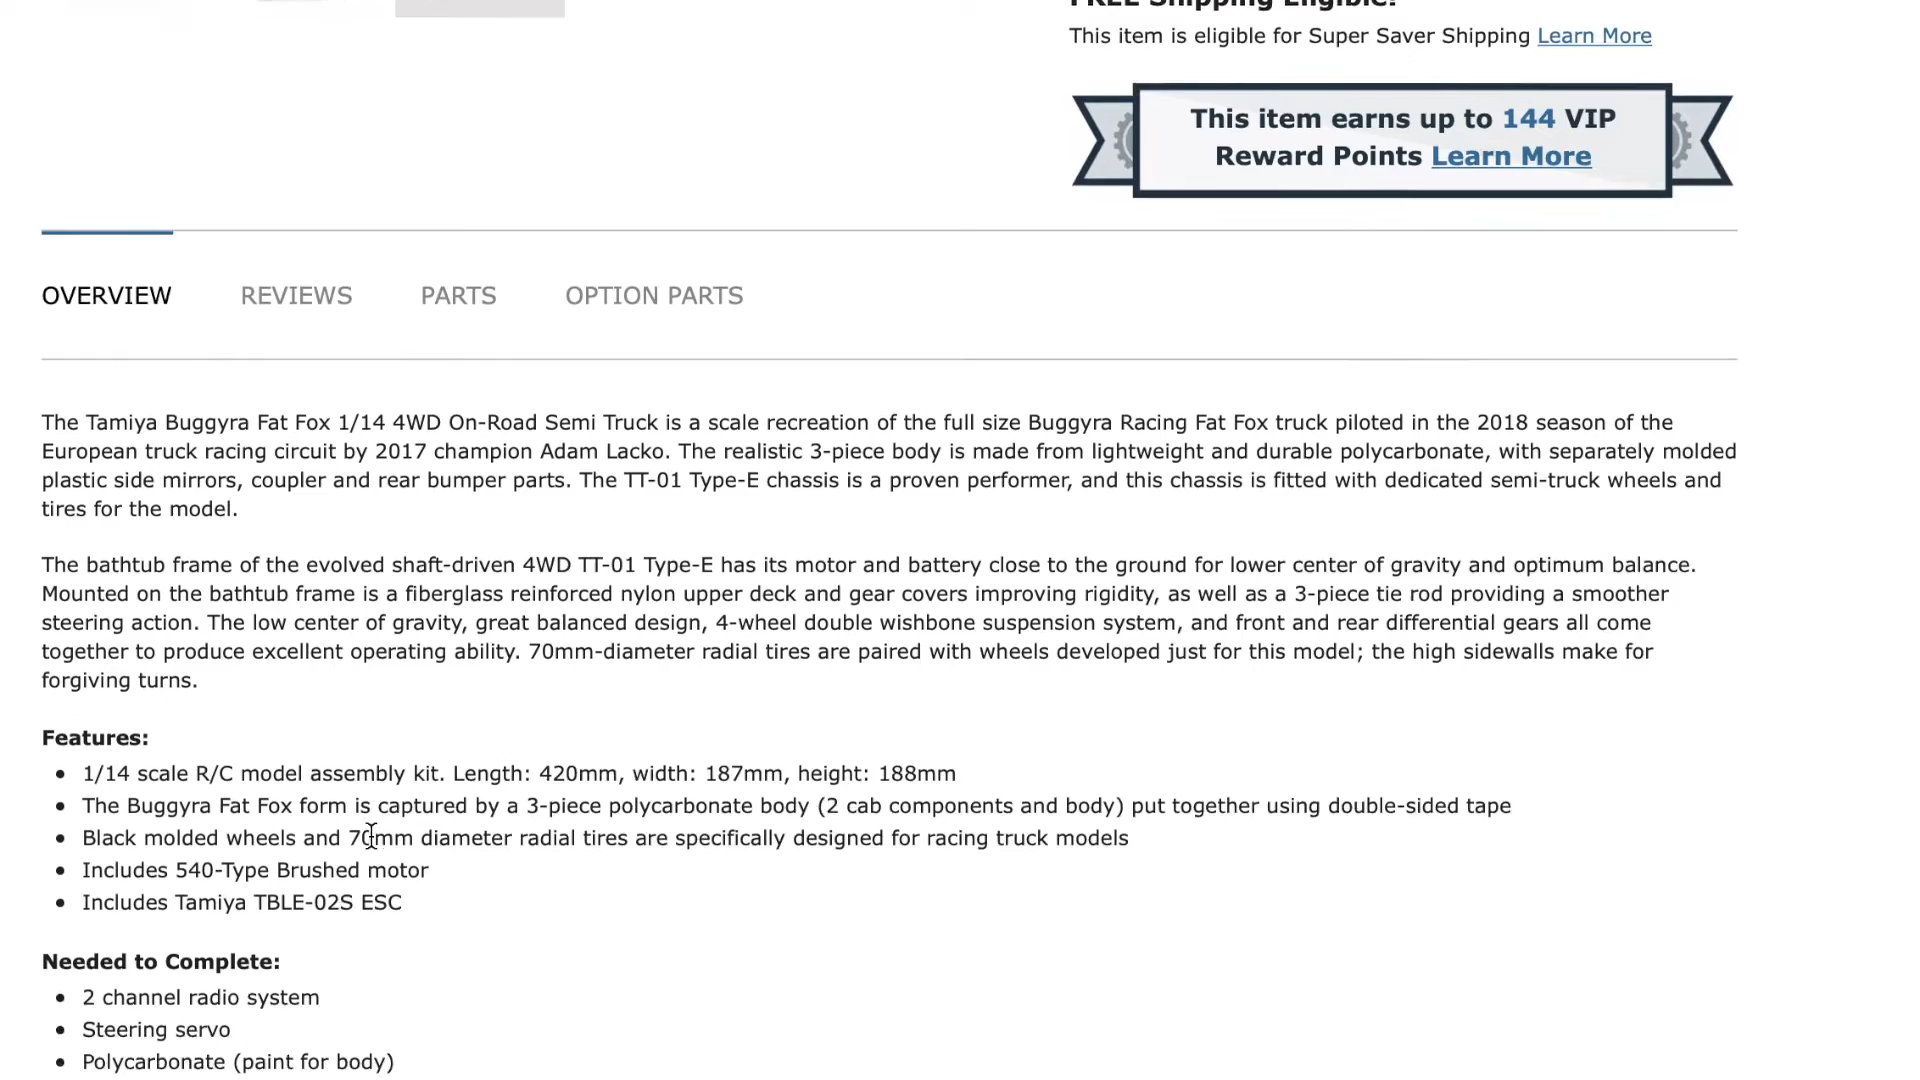 FREE Shipping Eligible!
This item is eligible for Super Saver Shipping Learn More
This item earns up to 144 VIP
Reward Points Learn More
OVERVIEW REVIEWS PARTS OPTION PARTS
The Tamiya Buggyra Fat Fox 1/14 4WD On-Road Semi Truck is a scale recreation of the full size Buggyra Racing Fat Fox truck piloted in the 2018 season of the
European truck racing circuit by 2017 champion Adam Lacko. The realistic 3-piece body is made from lightweight and durable polycarbonate, with separately molded
plastic side mirrors, coupler and rear bumper parts. The TT-01 Type-E chassis is a proven performer, and this chassis is fitted with dedicated semi-truck wheels and
tires for the model.
The bathtub frame of the evolved shaft-driven 4WD TT-01 Type-E has its motor and battery close to the ground for lower center of gravity and optimum balance.
Mounted on the bathtub frame is a fiberglass reinforced nylon upper deck and gear covers improving rigidity, as well as a 3-piece tie rod providing a smoother
steering action. The low center of gravity, great balanced design, 4-wheel double wishbone suspension system, and front and rear differential gears all come
together to produce excellent operating ability. 70mm-diameter radial tires are paired with wheels developed just for this model; the high sidewalls make for
forgiving turns.
Features:
• 1/14 scale R/C model assembly kit. Length: 420mm, width: 187mm, height: 188mm
• The Buggyra Fat Fox form is captured by a 3-piece polycarbonate body (2 cab components and body) put together using double-sided tape
• Black molded wheels and 70mm diameter radial tires are specifically designed for racing truck models
• Includes 540-Type Brushed motor
• Includes Tamiya TBLE-02S ESC
Needed to Complete:
• 2 channel radio system
• Steering servo
• Polycarbonate (paint for body)